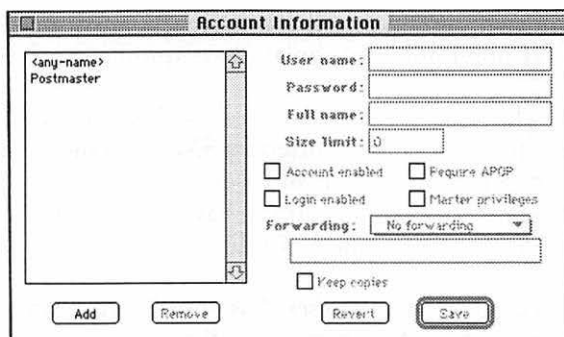 Account Information
<any-name>
Postmaster
User name:
Password:
Full name:
Size limit: 0
Account enabled
Require APOP
Login enabled
Master privileges
Forwarding: No forwarding
Keep copies
Add
Remove
Revert
Save